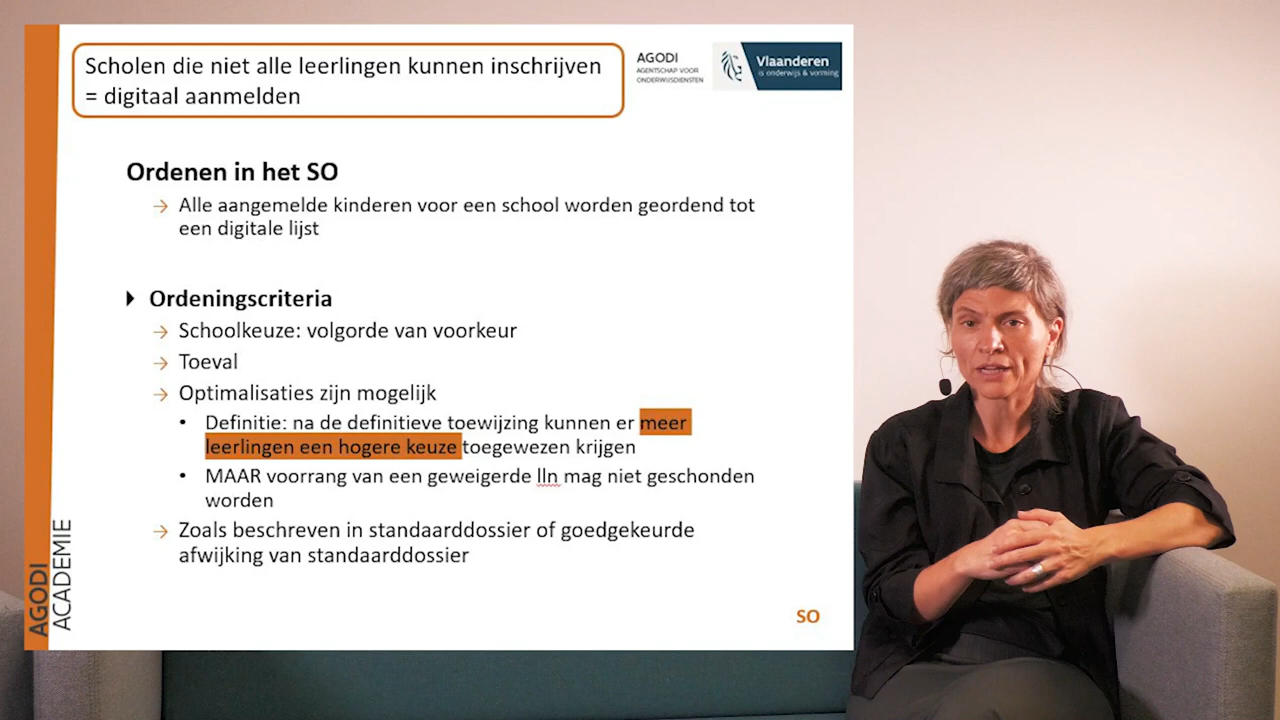 Scholen die niet alle leerlingen kunnen inschrijven
= digitaal aanmelden
AGODI
AGENTSCHAP VOOR
ONDERWIJSDIENSTEN
Vlaanderen
is onderwijs & vorming
Ordenen in het SO
→ Alle aangemelde kinderen voor een school worden geordend tot
een digitale lijst
Ordeningscriteria
→ Schoolkeuze: volgorde van voorkeur
→ Toeval
→ Optimalisaties zijn mogelijk
• Definitie: na de definitieve toewijzing kunnen er meer
leerlingen een hogere keuze toegewezen krijgen
• MAAR voorrang van een geweigerde lln mag niet geschonden
worden
→ Zoals beschreven in standaarddossier of goedgekeurde
afwijking van standaarddossier
AGODI
ACADEMIE
SO